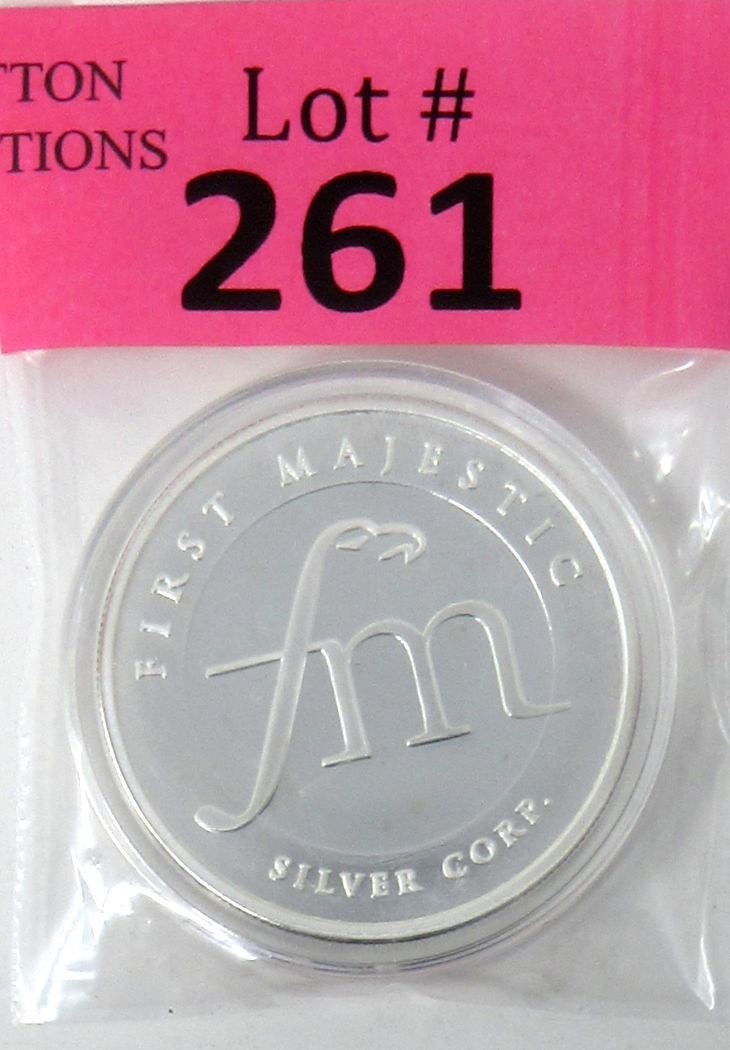 TTON
TIONS
Lot #
261
FIRST MAJESTIC
fm
SILVER CORP.